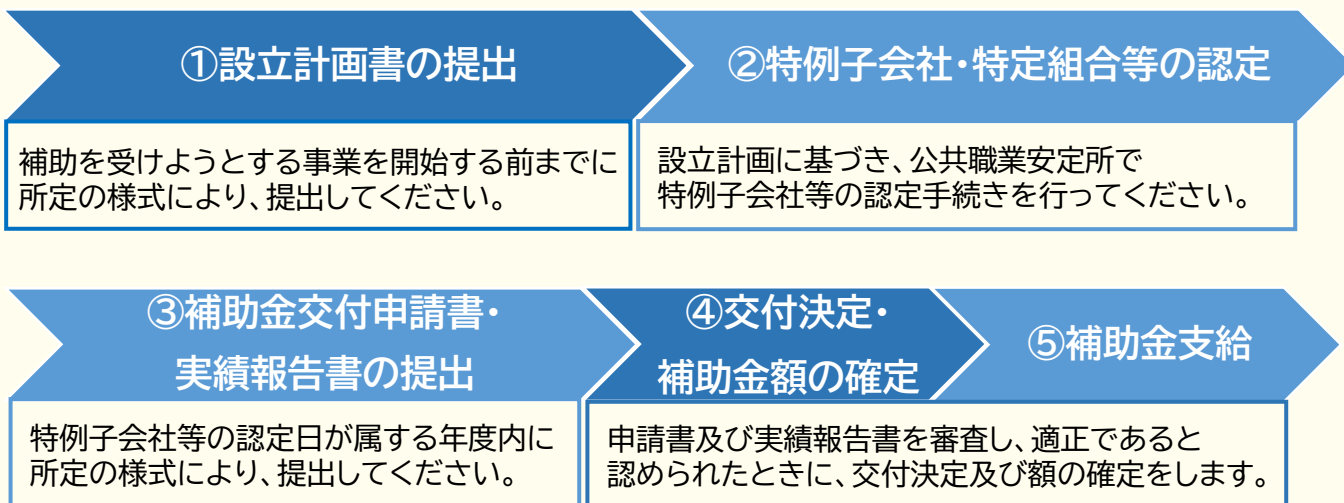 ①設立計画書の提出
②特例子会社・特定組合等の認定
補助を受けようとする事業を開始する前までに
所定の様式により、提出してください。
設立計画に基づき、公共職業安定所で
特例子会社等の認定手続きを行ってください。
③補助金交付申請書・
実績報告書の提出
④交付決定・
補助金額の確定
⑤補助金支給
特例子会社等の認定日が属する年度内に
所定の様式により、提出してください。
申請書及び実績報告書を審査し、適正であると
認められたときに、交付決定及び額の確定をします。